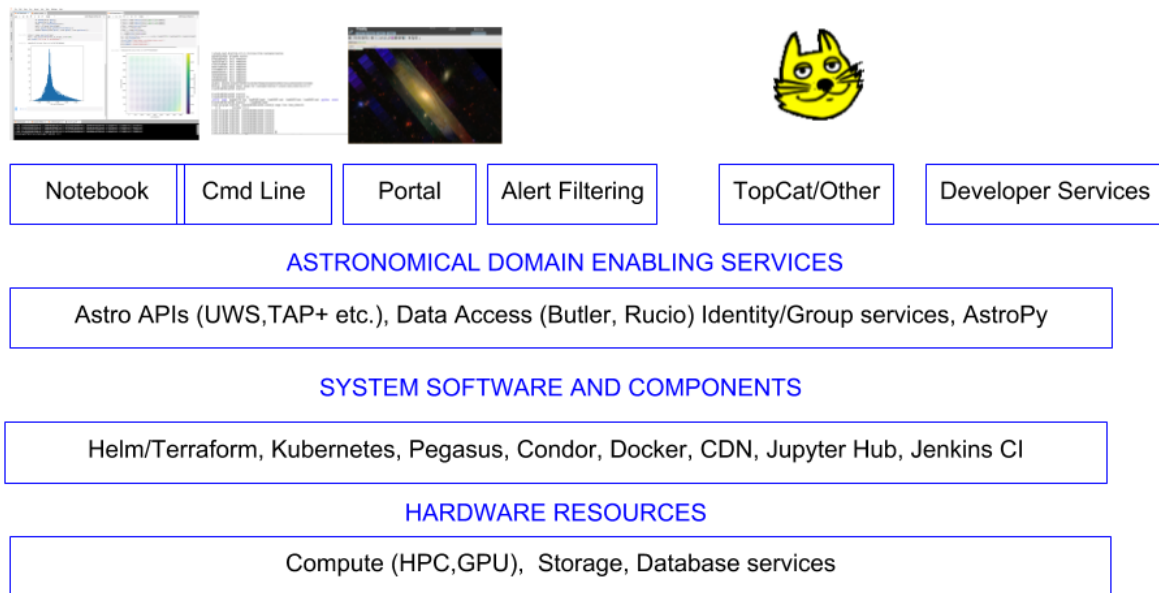 Notebook
Cmd Line
Portal
Alert Filtering
TopCat/Other
Developer Services
ASTRONOMICAL DOMAIN ENABLING SERVICES
Astro APIs (UWS,TAP+ etc.), Data Access (Butler, Rucio) Identity/Group services, AstroPy
SYSTEM SOFTWARE AND COMPONENTS
Helm/Terraform, Kubernetes, Pegasus, Condor, Docker, CDN, Jupyter Hub, Jenkins CI
HARDWARE RESOURCES
Compute (HPC,GPU),  Storage, Database services